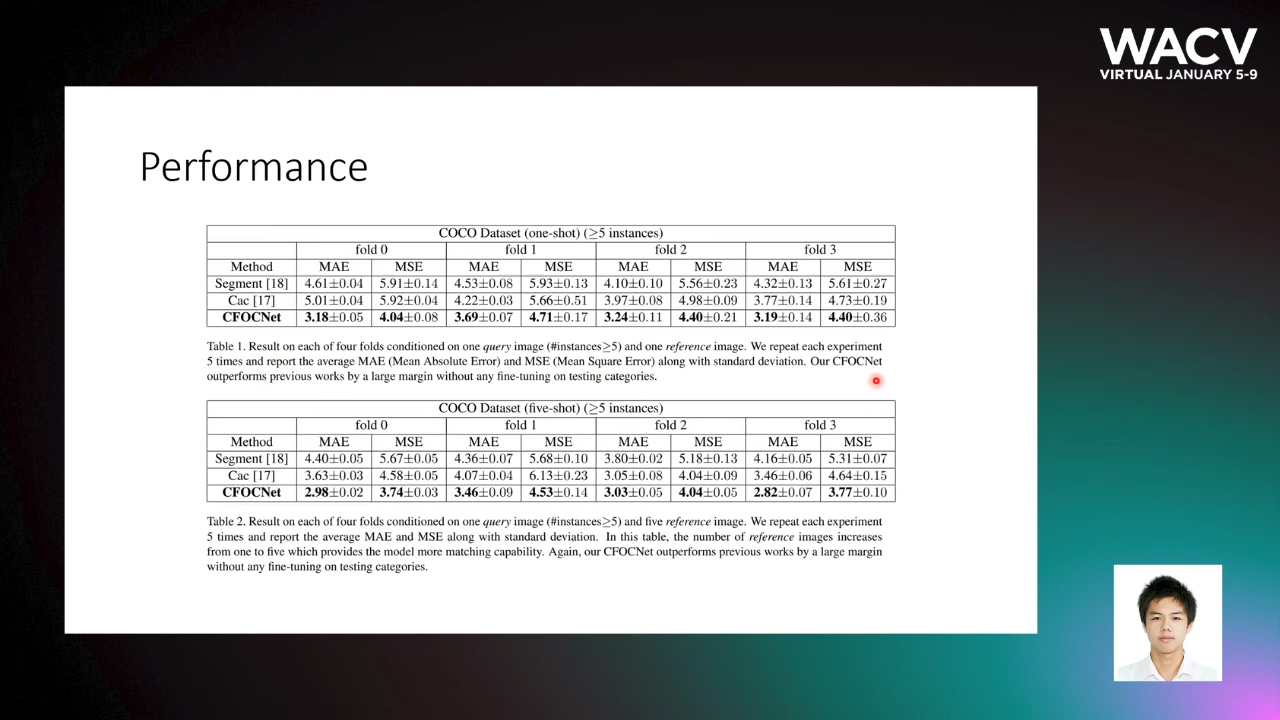 WACV
VIRTUAL JANUARY 5-9
Performance
COCO Dataset (one-shot) (≥5 instances)
fold 0 fold 1 fold 2 fold 3
Method MAE MSE MAE MSE MAE MSE MAE MSE
Segment [18] 4.61±0.04 5.91±0.14 4.53±0.08 5.93±0.13 4.10±0.10 5.56±0.23 4.32±0.13 5.61±0.27
Cac [17] 5.01±0.04 5.92±0.04 4.22±0.03 5.66±0.51 3.97±0.08 4.98±0.09 3.77±0.14 4.73±0.19
CFOCNet 3.18±0.05 4.04±0.08 3.69±0.07 4.71±0.17 3.24±0.11 4.40±0.21 3.19±0.14 4.40±0.36
Table 1. Result on each of four folds conditioned on one query image (#instances≥5) and one reference image. We repeat each experiment
5 times and report the average MAE (Mean Absolute Error) and MSE (Mean Square Error) along with standard deviation. Our CFOCNet
outperforms previous works by a large margin without any fine-tuning on testing categories.
COCO Dataset (five-shot) (≥5 instances)
fold 0 fold 1 fold 2 fold 3
Method MAE MSE MAE MSE MAE MSE MAE MSE
Segment [18] 4.40±0.05 5.67±0.05 4.36±0.07 5.68±0.10 3.80±0.02 5.18±0.13 4.16±0.05 5.31±0.07
Cac [17] 3.63±0.03 4.58±0.05 4.07±0.04 6.13±0.23 3.05±0.08 4.04±0.09 3.46±0.06 4.64±0.15
CFOCNet 2.98±0.02 3.74±0.03 3.46±0.09 4.53±0.14 3.03±0.05 4.04±0.05 2.82±0.07 3.77±0.10
Table 2. Result on each of four folds conditioned on one query image (#instances≥5) and five reference image. We repeat each experiment
5 times and report the average MAE and MSE along with standard deviation. In this table, the number of reference images increases
from one to five which provides the model more matching capability. Again, our CFOCNet outperforms previous works by a large margin
without any fine-tuning on testing categories.